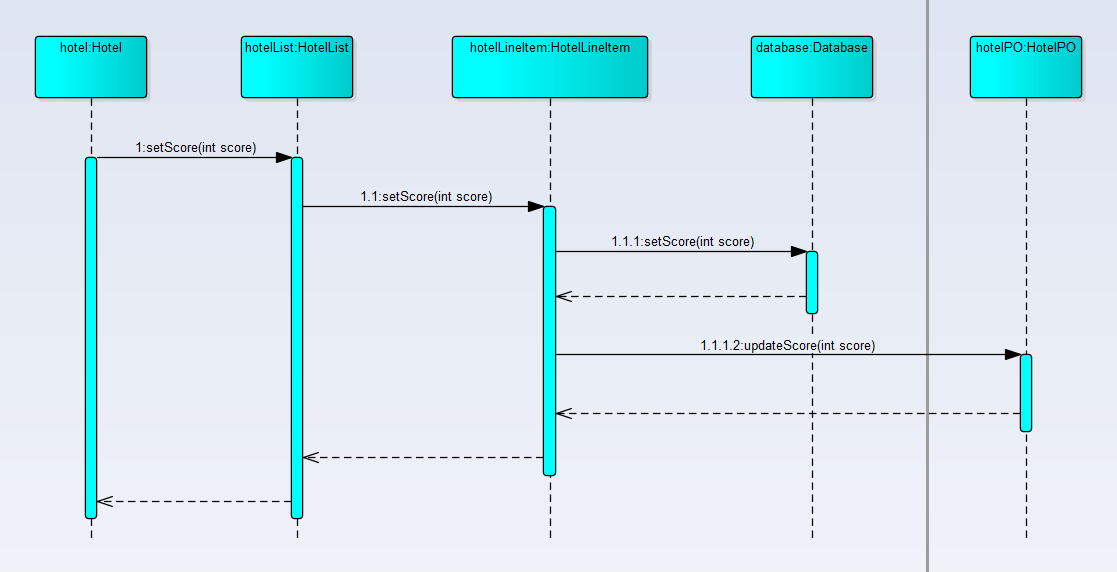 hotel:Hotel
hotelList:HotelList
hotelLineItem:HotelLineItem
database:Database
hotelPO:HotelPO
1:setScore(int score)
1.1:setScore(int score)
1.1.1:setScore(int score)
1.1.1.2:updateScore(int score)